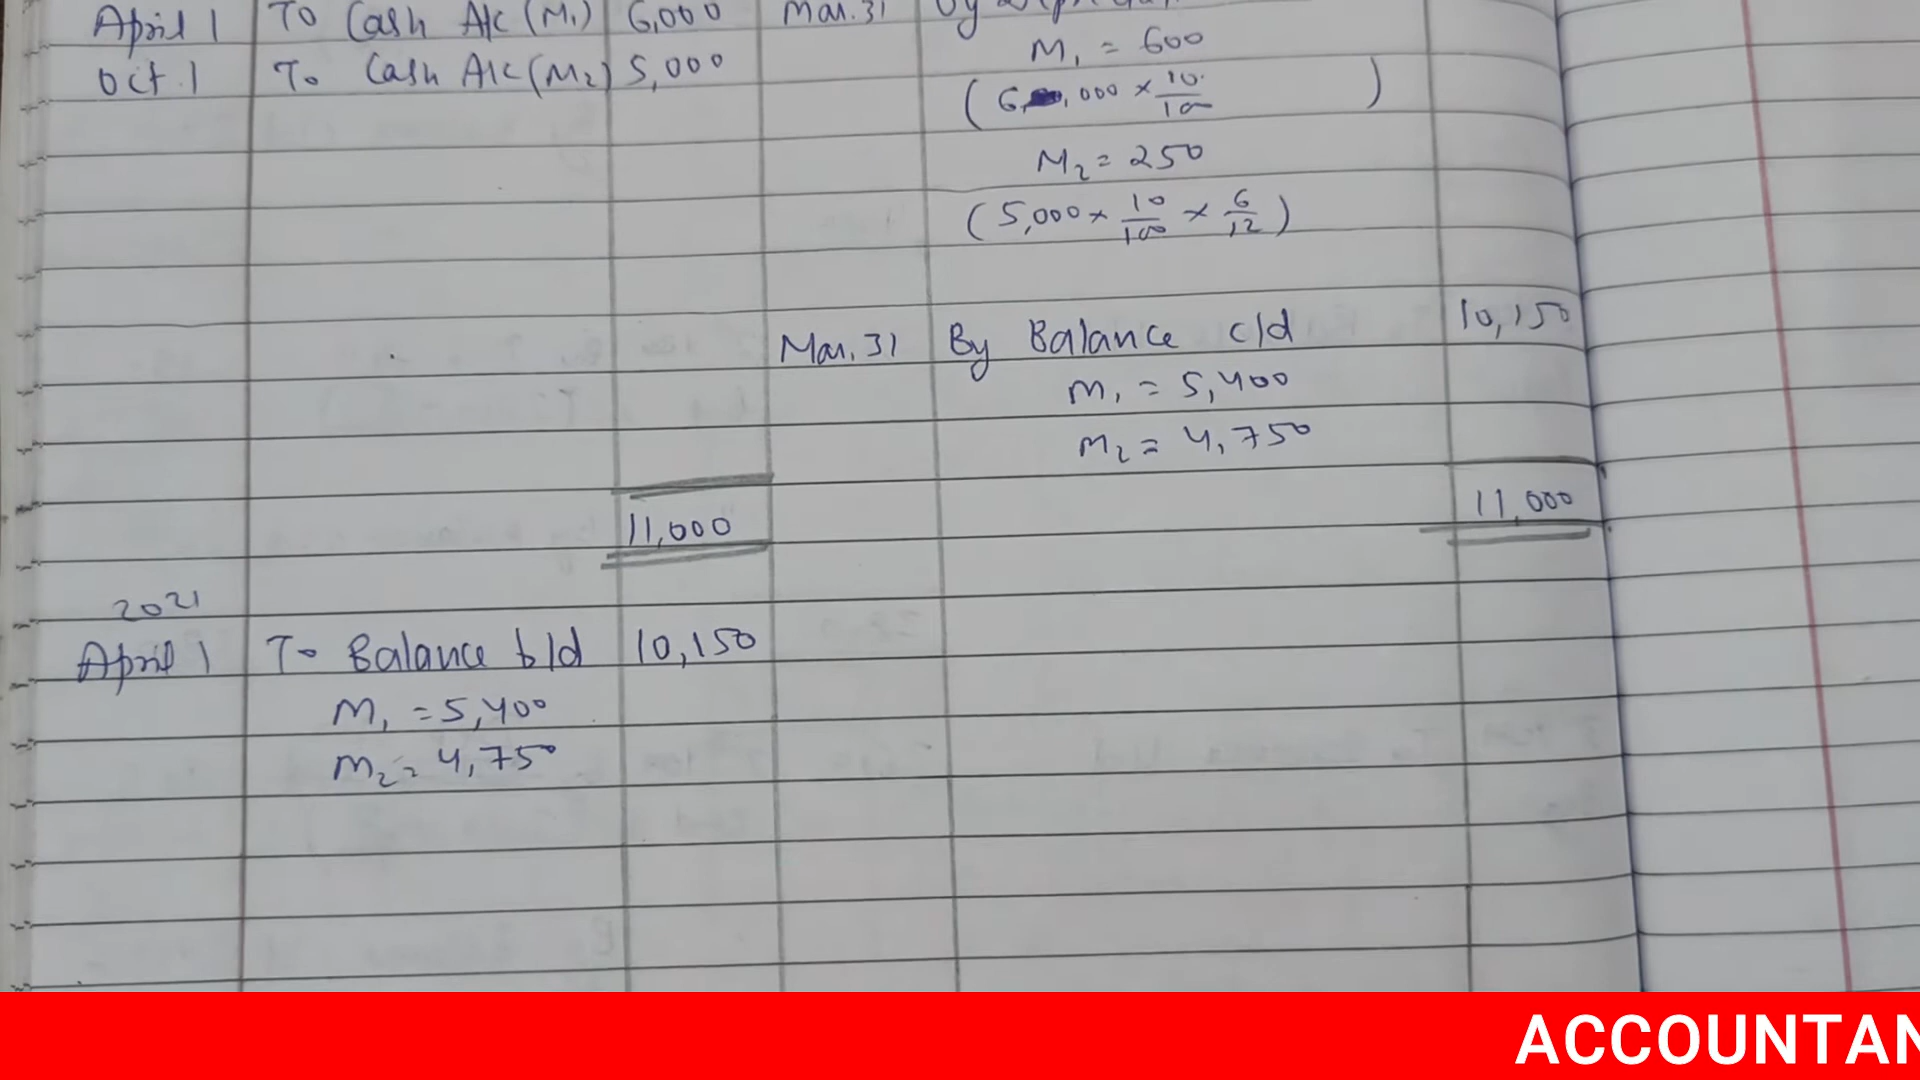 April 1 To Cash A/c (M₁) 6,000 Mar. 31 By
M₁ = 600
Oct. 1 To Cash A/c (M₂) 5,000
(6,000 × 10/100)
M₂ = 250
(5,000 × 10/100 × 6/12)
Mar. 31 By Balance c/d 10,150
M₁ = 5,400
M₂ = 4,750
11,000 11,000
2021
April 1 To Balance b/d 10,150
M₁ = 5,400
M₂ = 4,750
ACCOUNTAN